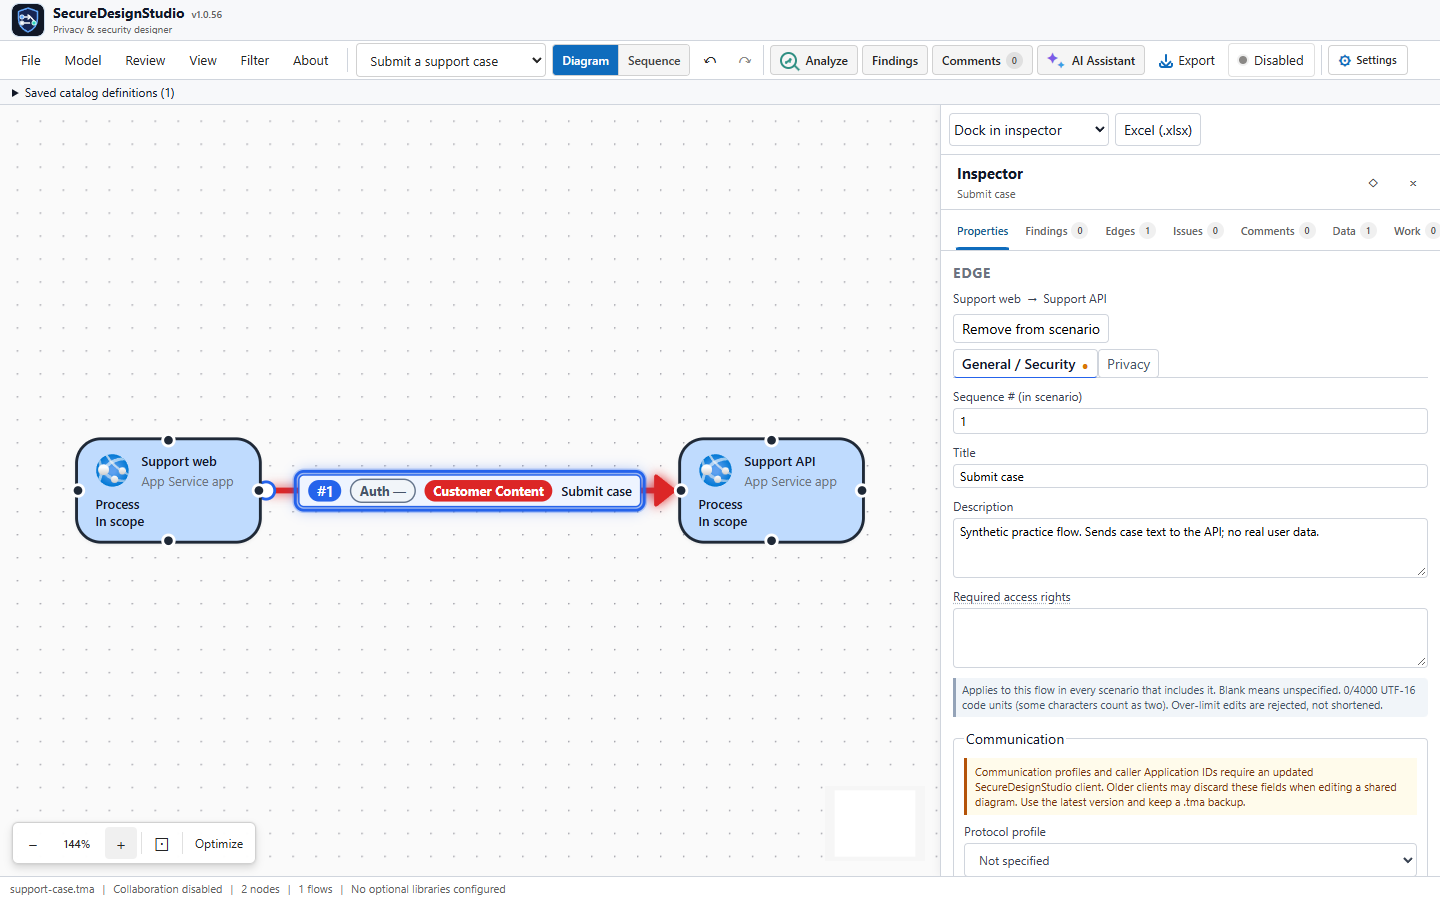 SecureDesignStudio v1.0.56
Privacy & security designer
File Model Review View Filter About Submit a support case Diagram Sequence Analyze Findings Comments 0 AI Assistant Export Disabled Settings
Saved catalog definitions (1)
Dock in inspector Excel (.xlsx)
Inspector
Submit case
Properties Findings 0 Edges 1 Issues 0 Comments 0 Data 1 Work 0
EDGE
Support web → Support API
Remove from scenario
General / Security Privacy
Sequence # (in scenario)
1
Title
Submit case
Description
Synthetic practice flow. Sends case text to the API; no real user data.
Required access rights
Applies to this flow in every scenario that includes it. Blank means unspecified. 0/4000 UTF-16
code units (some characters count as two). Over-limit edits are rejected, not shortened.
Communication
Communication profiles and caller Application IDs require an updated
SecureDesignStudio client. Older clients may discard these fields when editing a shared
diagram. Use the latest version and keep a .tma backup.
Protocol profile
Not specified
Support web
App Service app
Process
In scope
#1 Auth — Customer Content Submit case
Support API
App Service app
Process
In scope
− 144% + Optimize
support-case.tma | Collaboration disabled | 2 nodes | 1 flows | No optional libraries configured